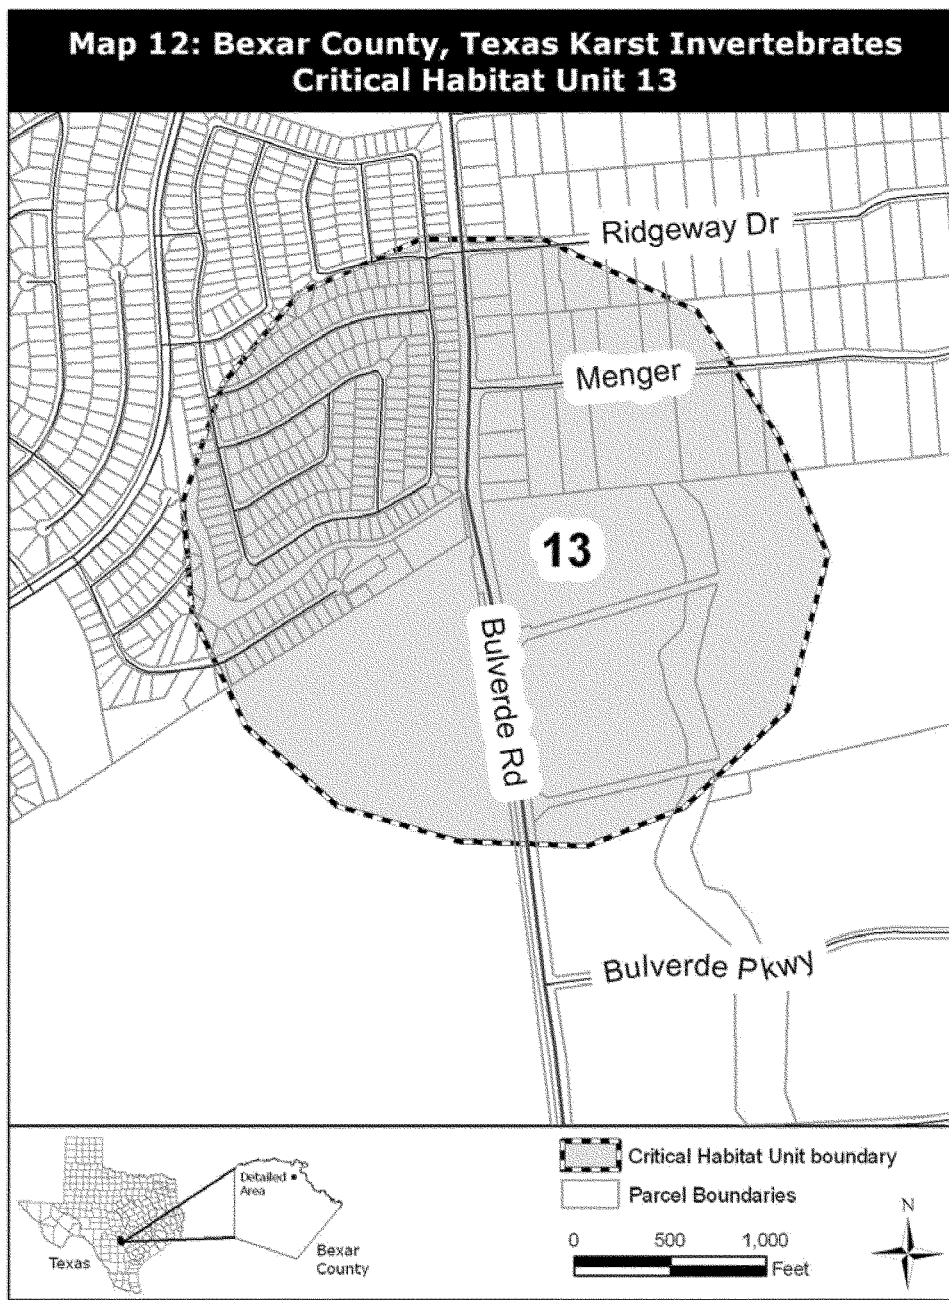 Map 12: Bexar County, Texas Karst Invertebrates
Critical Habitat Unit 13
Ridgeway Dr
Menger
13
Bulverde Rd
Bulverde Pkwy
Detailed
Area
Texas
Bexar
County
Critical Habitat Unit boundary
Parcel Boundaries
0 500 1,000
Feet
N